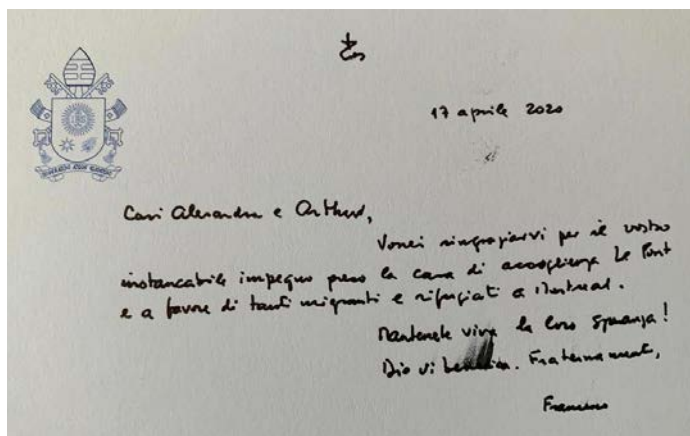 17 aprile 2020
Cari Alexandra e Arthur,
Vorrei ringraziarvi per il vostro
instancabile impegno presso la casa di accoglienza Le Pont
e a favore di tanti migranti e rifugiati a Montreal.
Mantenete viva la loro speranza!
Dio vi benedica. Fraternamente,
Francesco